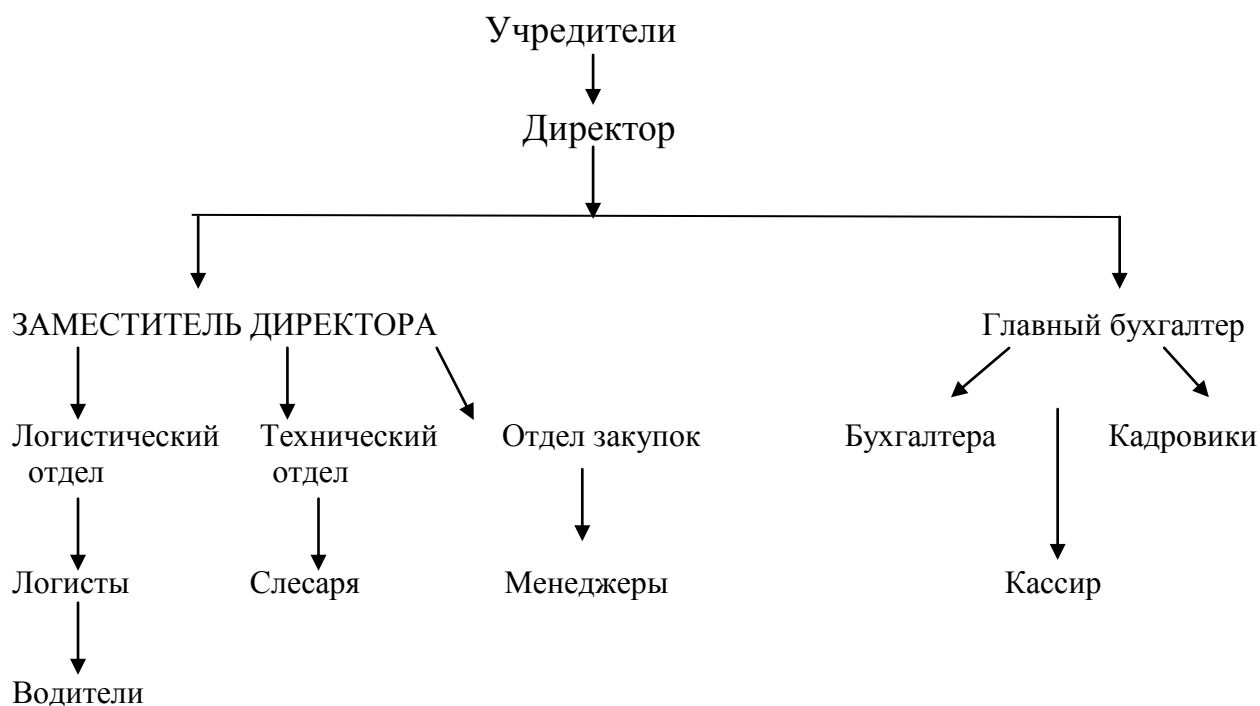 Учредители
Директор
ЗАМЕСТИТЕЛЬ ДИРЕКТОРА
Главный бухгалтер
Логистический
отдел
Технический
отдел
Отдел закупок
Бухгалтера
Кадровики
Логисты
Слесаря
Менеджеры
Кассир
Водители